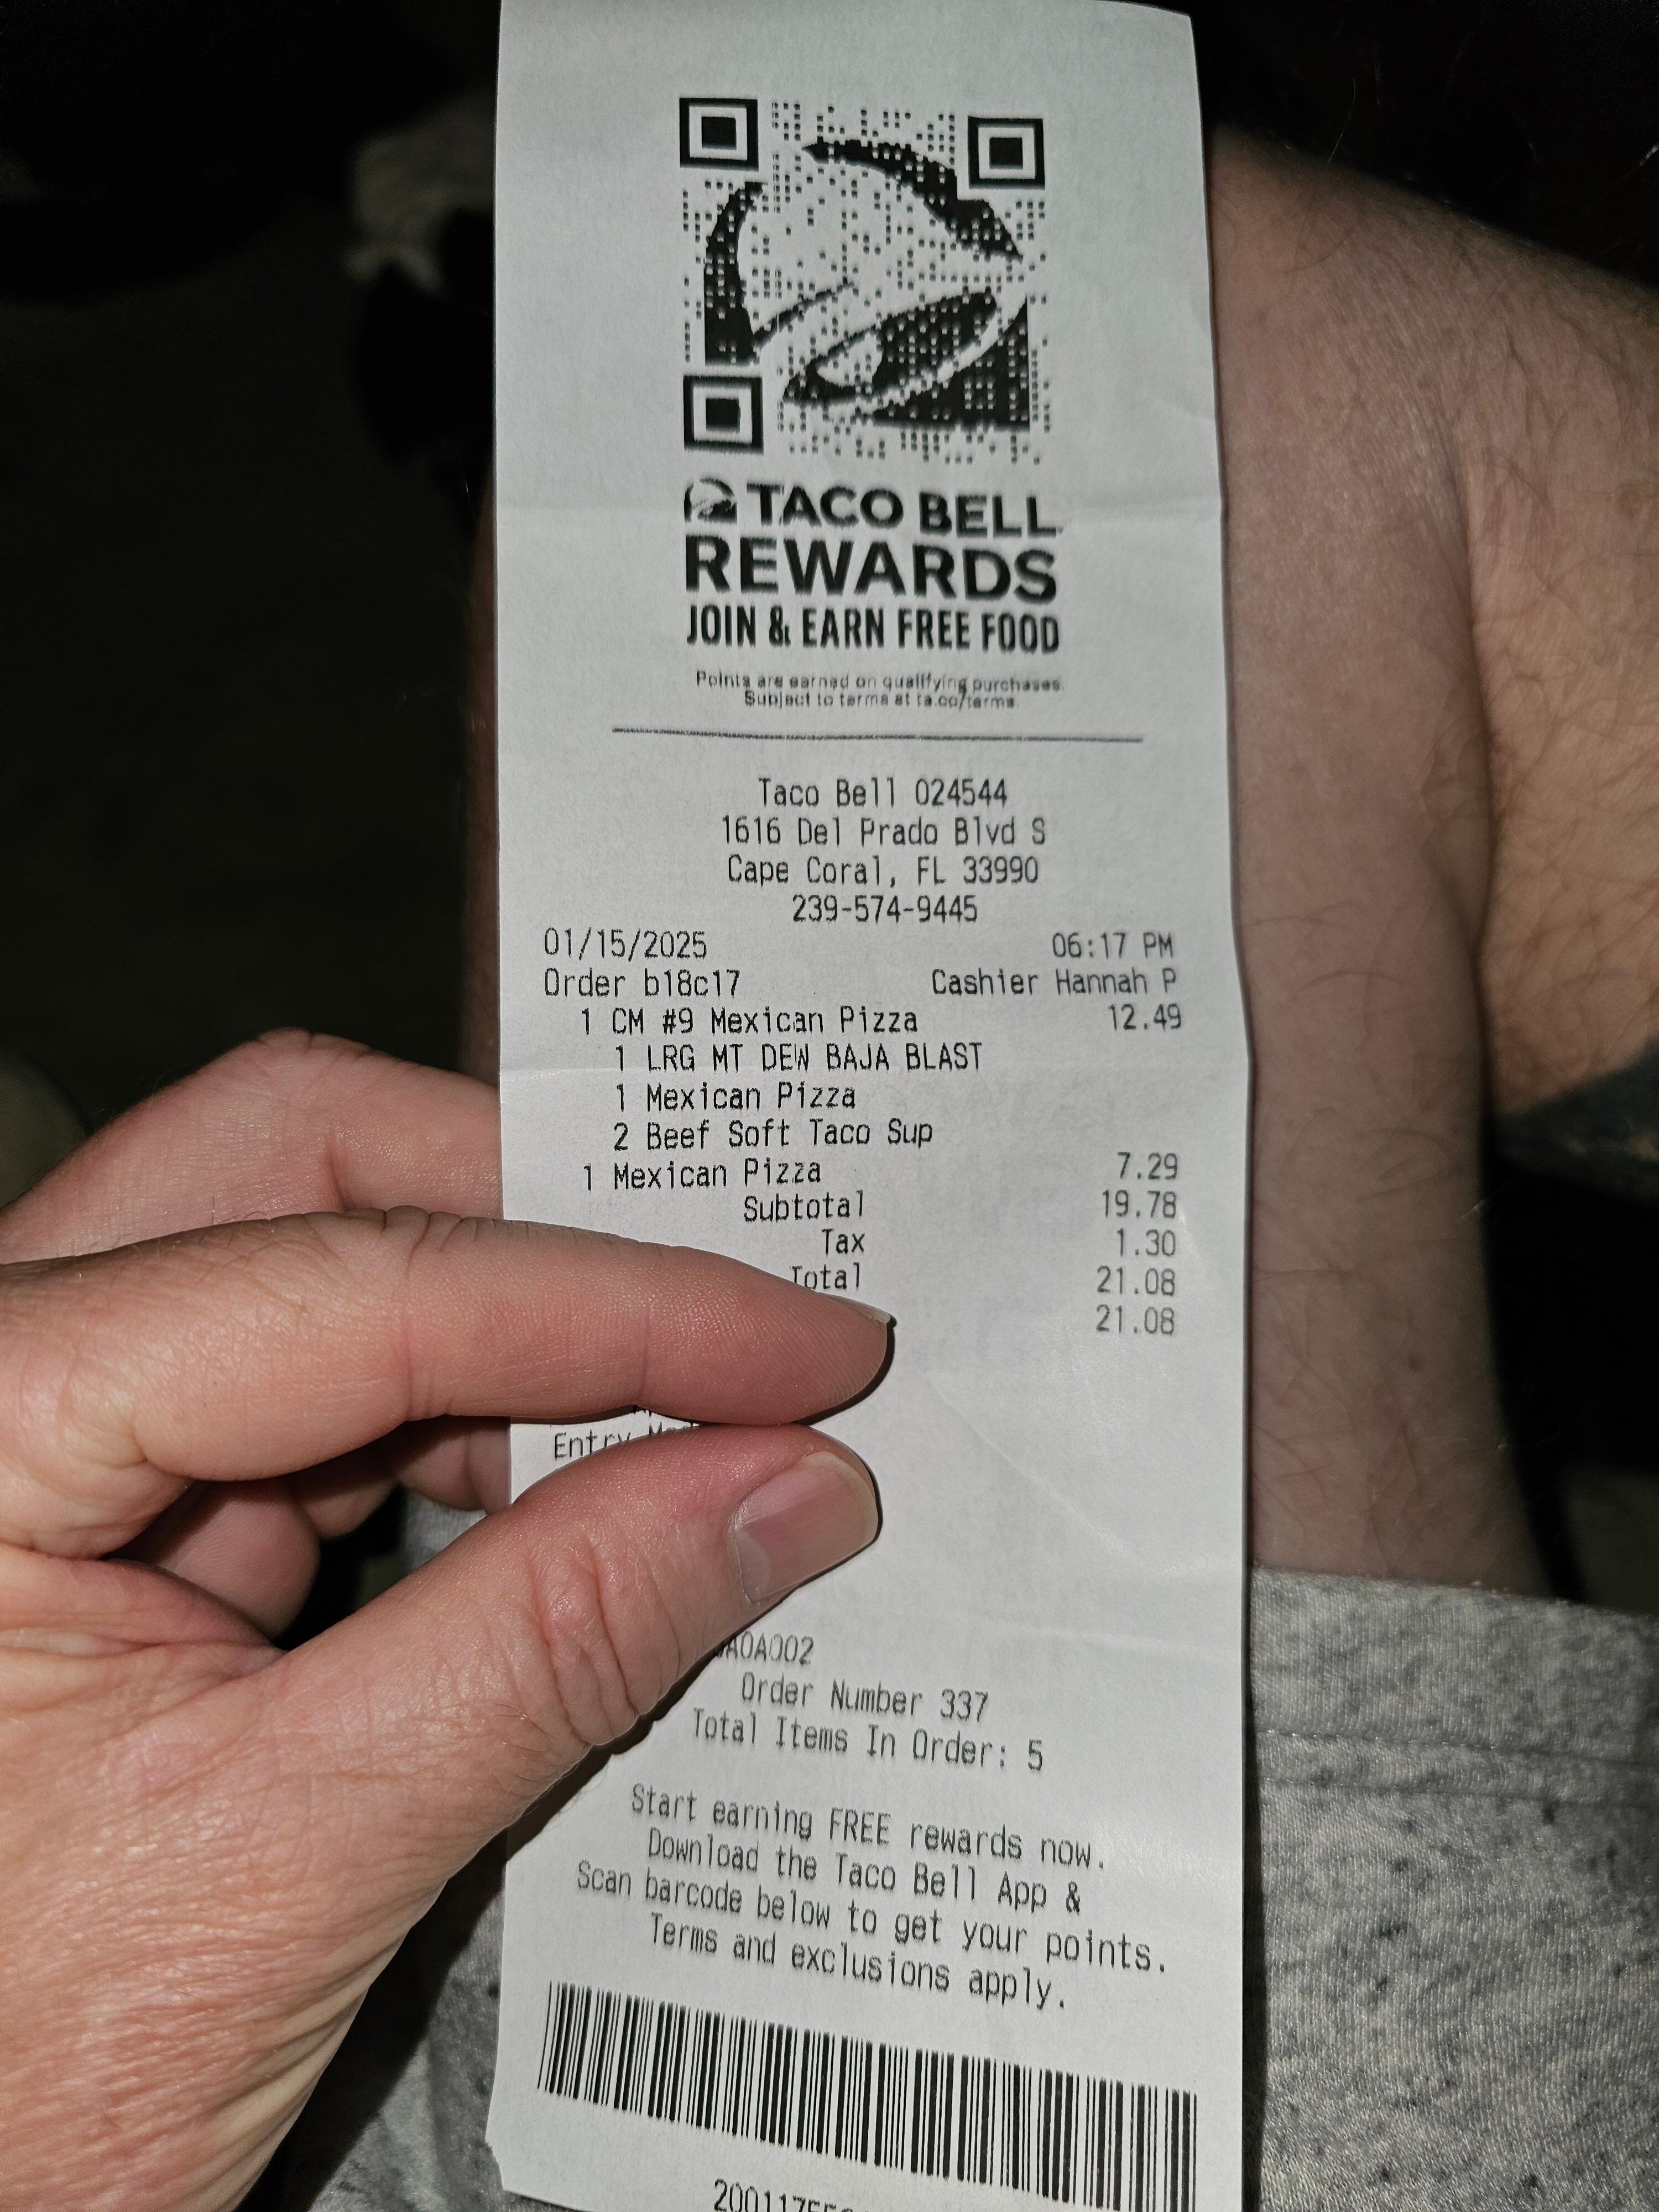 TACO BELL
REWARDS
JOIN & EARN FREE FOOD
Points are earned on qualifying purchases.
Subject to terms at ta.co/terms.
Taco Bell 024544
1616 Del Prado Blvd S
Cape Coral, FL 33990
239-574-9445
01/15/2025 06:17 PM
Order b18c17 Cashier Hannah P
1 CM #9 Mexican Pizza 12.49
1 LRG MT DEW BAJA BLAST
1 Mexican Pizza
2 Beef Soft Taco Sup
1 Mexican Pizza 7.29
Subtotal 19.78
Tax 1.30
Total 21.08
21.08
Entry
A0A002
Order Number 337
Total Items In Order: 5
Start earning FREE rewards now.
Download the Taco Bell App &
Scan barcode below to get your points.
Terms and exclusions apply.